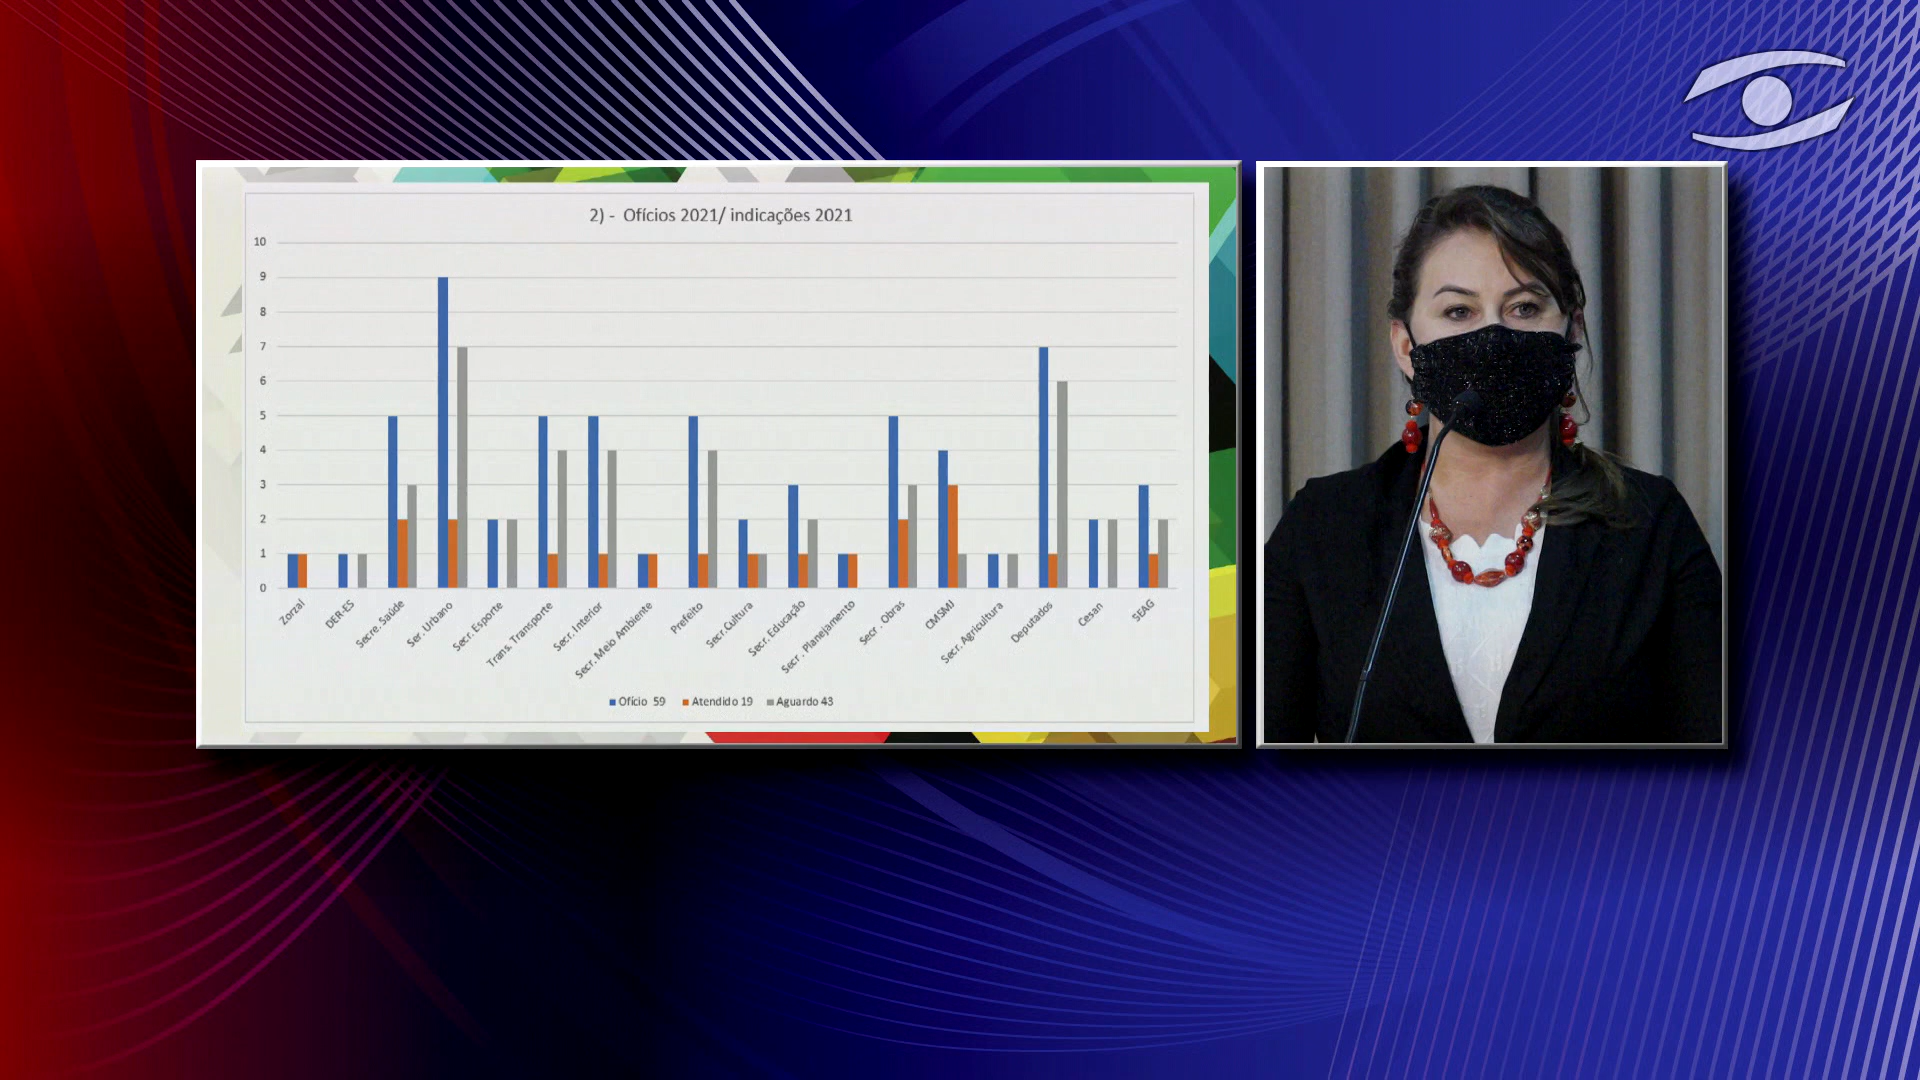 2) - Ofícios 2021/ indicações 2021
10
9
8
7
6
5
4
3
2
1
0
Zorzal
DER-ES
Secre. Saúde
Ser. Urbano
Secr. Esporte
Trans. Transporte
Secr. Interior
Secr. Meio Ambiente
Prefeito
Secr.Cultura
Secr. Educação
Secr . Planejamento
Secr . Obras
CMSMJ
Secr. Agricultura
Deputados
Cesan
SEAG
Ofício 59 Atendido 19 Aguardo 43